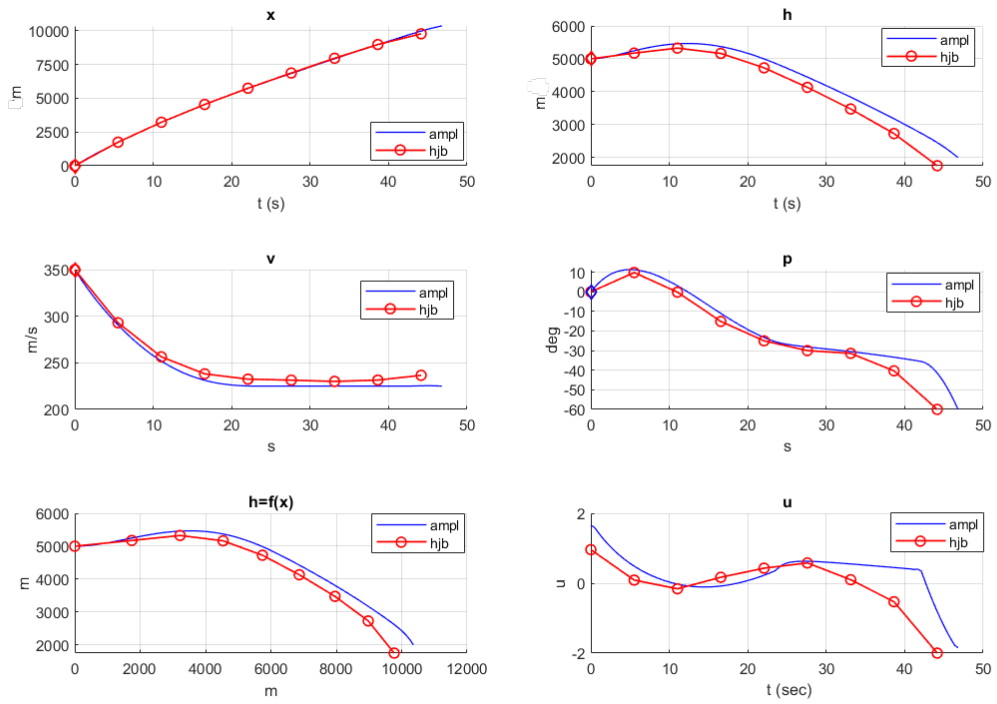 x
10000
7500
5000
2500
0
m
0
10
20
30
40
50
t (s)
ampl
hjb
h
6000
5000
4000
3000
2000
m
0
10
20
30
40
50
t (s)
ampl
hjb
v
350
300
250
200
m/s
0
10
20
30
40
50
s
ampl
hjb
p
10
0
-10
-20
-30
-40
-50
-60
deg
0
10
20
30
40
50
s
ampl
hjb
h=f(x)
6000
5000
4000
3000
2000
m
0
2000
4000
6000
8000
10000
12000
m
ampl
hjb
u
2
0
-2
u
0
10
20
30
40
50
t (sec)
ampl
hjb